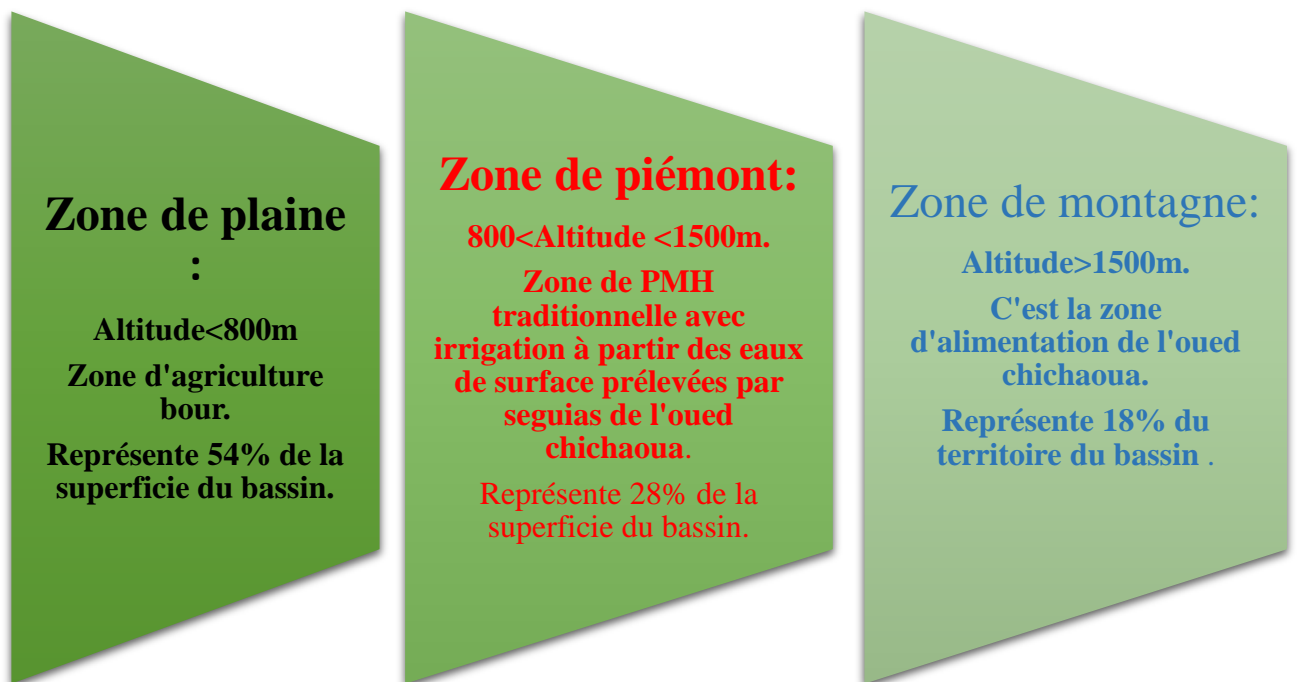 Zone de plaine
:
Altitude<800m
Zone d'agriculture
bour.
Représente 54% de la
superficie du bassin.
Zone de piémont:
800<Altitude <1500m.
Zone de PMH
traditionnelle avec
irrigation à partir des eaux
de surface prélevées par
seguias de l'oued
chichaoua.
Représente 28% de la
superficie du bassin.
Zone de montagne:
Altitude>1500m.
C'est la zone
d'alimentation de l'oued
chichaoua.
Représente 18% du
territoire du bassin .